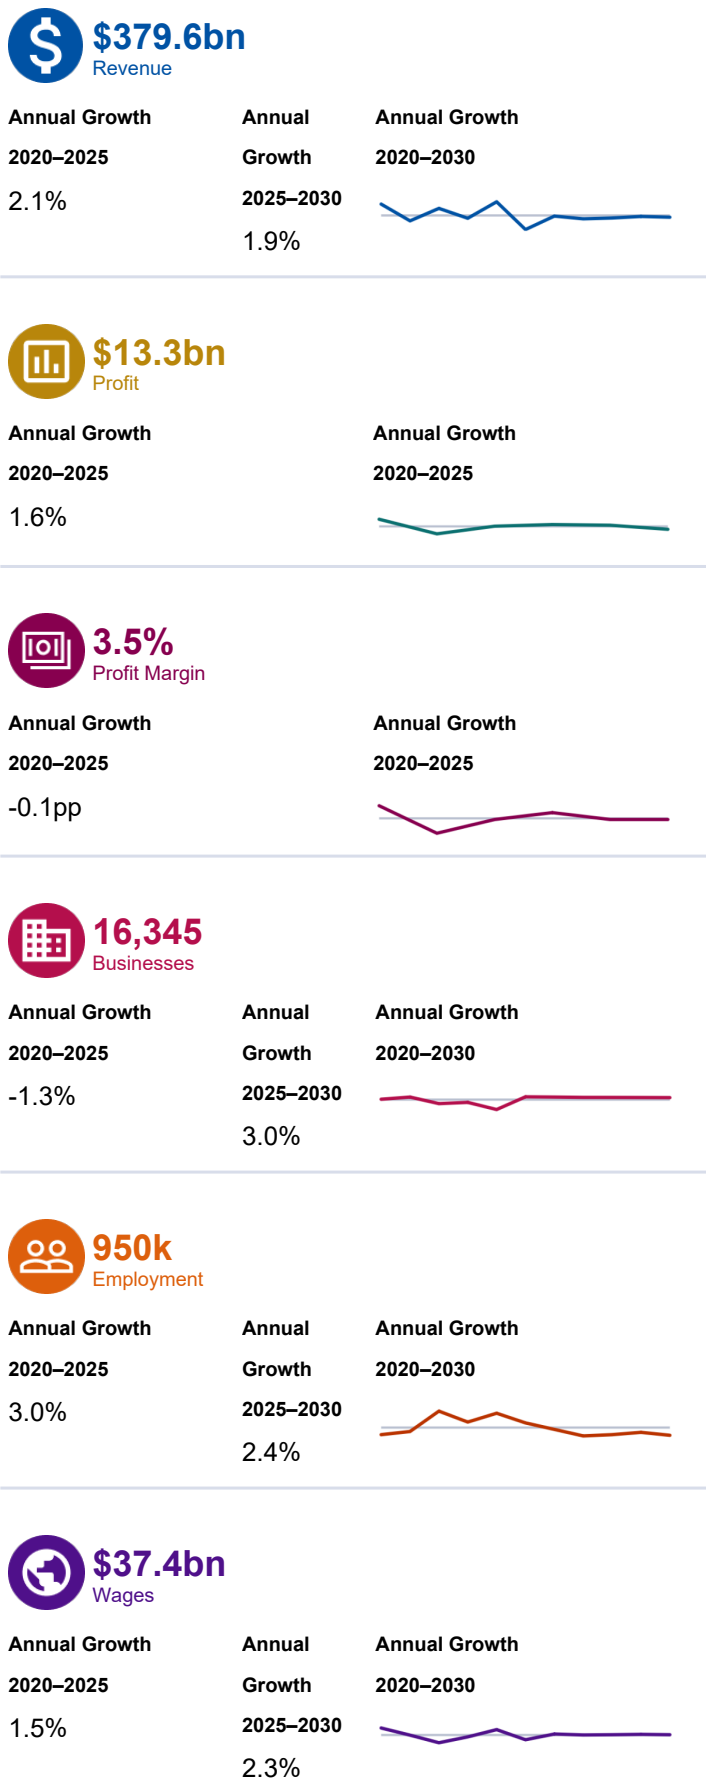 $379.6bn
Revenue
Annual Growth
2020–2025
2.1%
Annual
Growth
2025–2030
1.9%
Annual Growth
2020–2030
$13.3bn
Profit
Annual Growth
2020–2025
1.6%
Annual Growth
2020–2025
3.5%
Profit Margin
Annual Growth
2020–2025
-0.1pp
Annual Growth
2020–2025
16,345
Businesses
Annual Growth
2020–2025
-1.3%
Annual
Growth
2025–2030
3.0%
Annual Growth
2020–2030
950k
Employment
Annual Growth
2020–2025
3.0%
Annual
Growth
2025–2030
2.4%
Annual Growth
2020–2030
$37.4bn
Wages
Annual Growth
2020–2025
1.5%
Annual
Growth
2025–2030
2.3%
Annual Growth
2020–2030